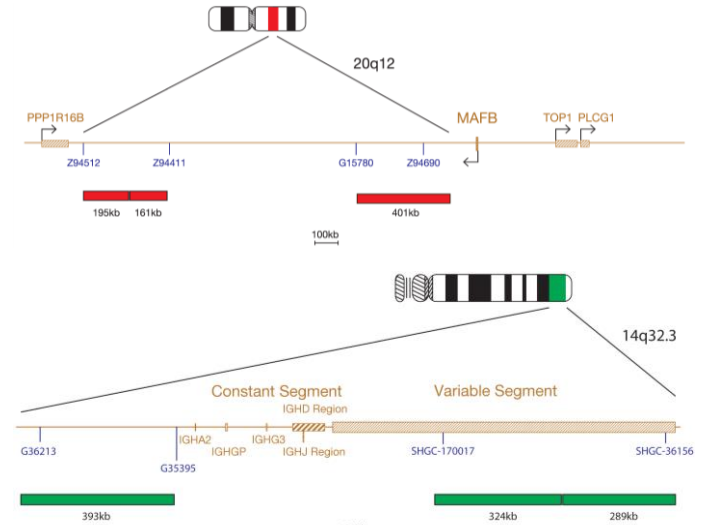 20q12
PPP1R16B
MAFB
TOP1 PLCG1
Z94512
Z94411
G15780
Z94690
195kb 161kb
401kb
100kb
14q32.3
Constant Segment
Variable Segment
IGHD Region
IGHA2
IGHGP
IGHG3
IGHJ Region
G36213
G35395
SHGC-170017
SHGC-36156
393kb
324kb
289kb